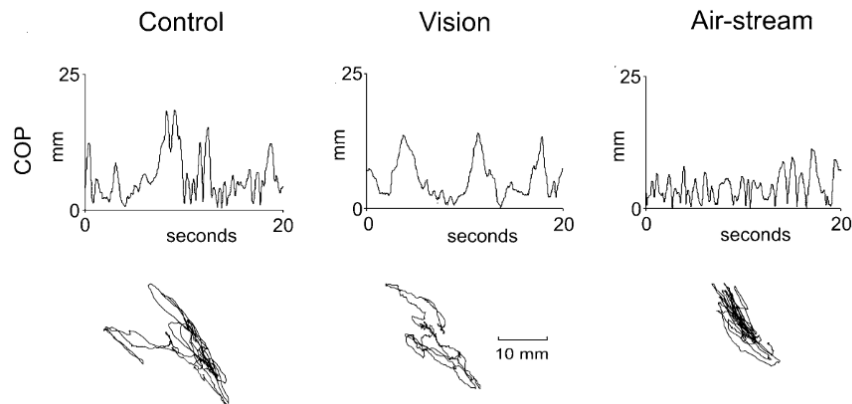 Control Vision Air-stream
25 25 25
COP
mm mm mm
0 0 0
0 20 0 20 0 20
seconds seconds seconds
10 mm